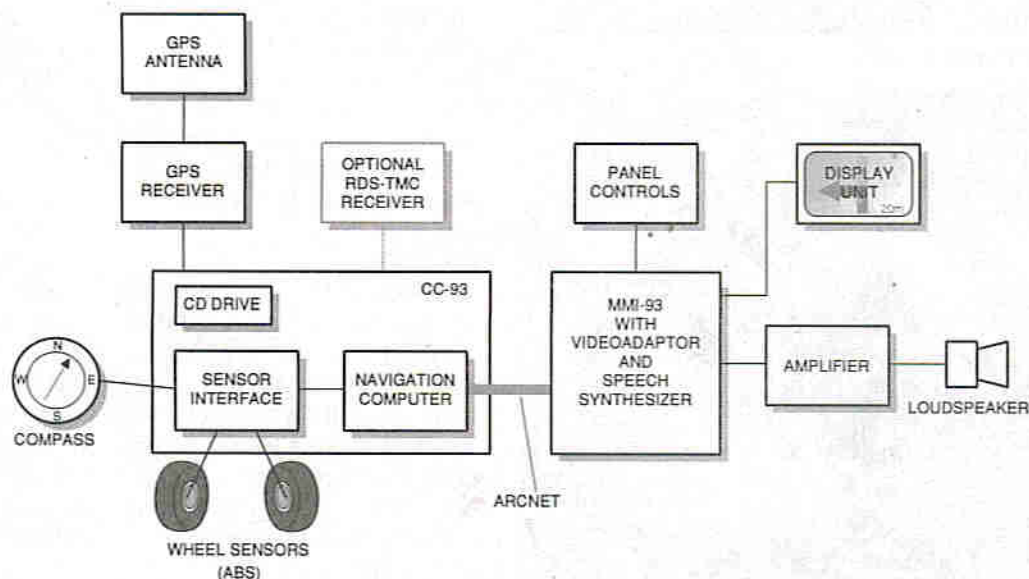 GPS
ANTENNA
GPS
RECEIVER
OPTIONAL
RDS-TMC
RECEIVER
PANEL
CONTROLS
DISPLAY
UNIT
20m
CC-93
CD DRIVE
SENSOR
INTERFACE
NAVIGATION
COMPUTER
MMI-93
WITH
VIDEOADAPTOR
AND
SPEECH
SYNTHESIZER
AMPLIFIER
LOUDSPEAKER
N
W
E
S
COMPASS
ARCNET
WHEEL SENSORS
(ABS)